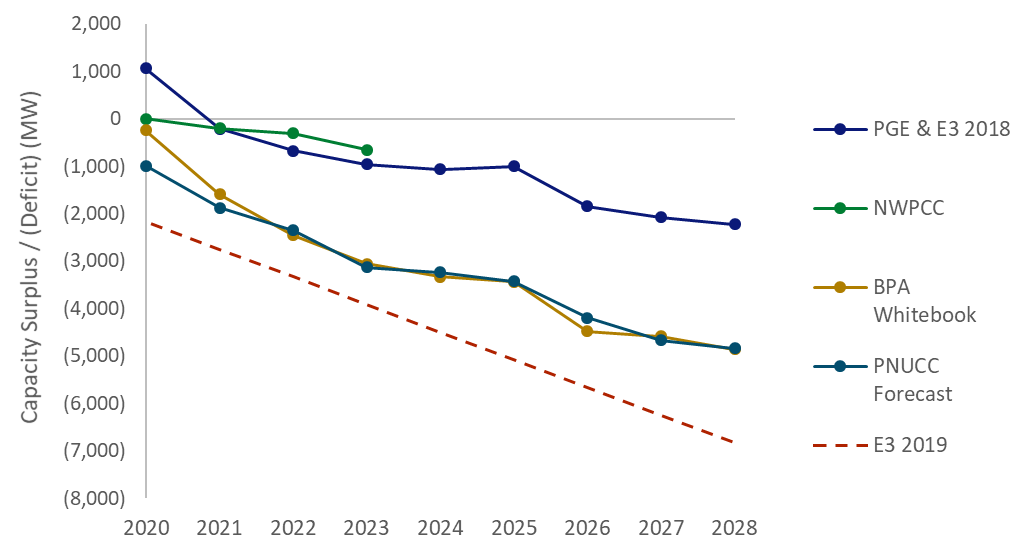 Capacity Surplus / (Deficit) (MW)
2,000
1,000
0
(1,000)
(2,000)
(3,000)
(4,000)
(5,000)
(6,000)
(7,000)
(8,000)
2020 2021 2022 2023 2024 2025 2026 2027 2028
PGE & E3 2018
NWPCC
BPA
Whitebook
PNUCC
Forecast
E3 2019